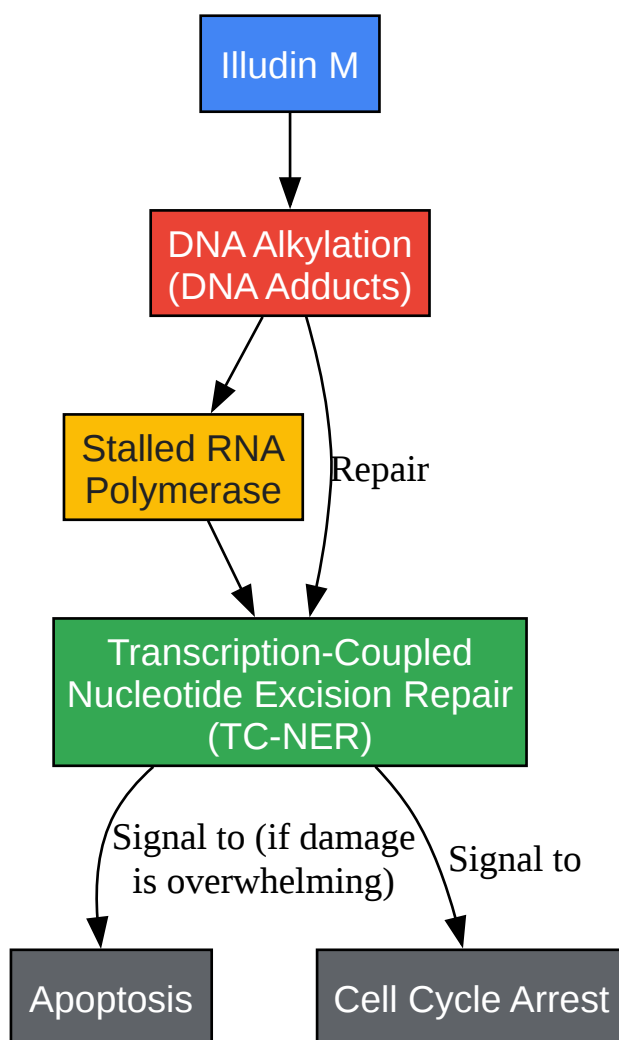 Illudin M
DNA Alkylation
(DNA Adducts)
Stalled RNA
Polymerase
Repair
Transcription-Coupled
Nucleotide Excision Repair
(TC-NER)
Signal to (if damage
is overwhelming)
Signal to
Apoptosis
Cell Cycle Arrest